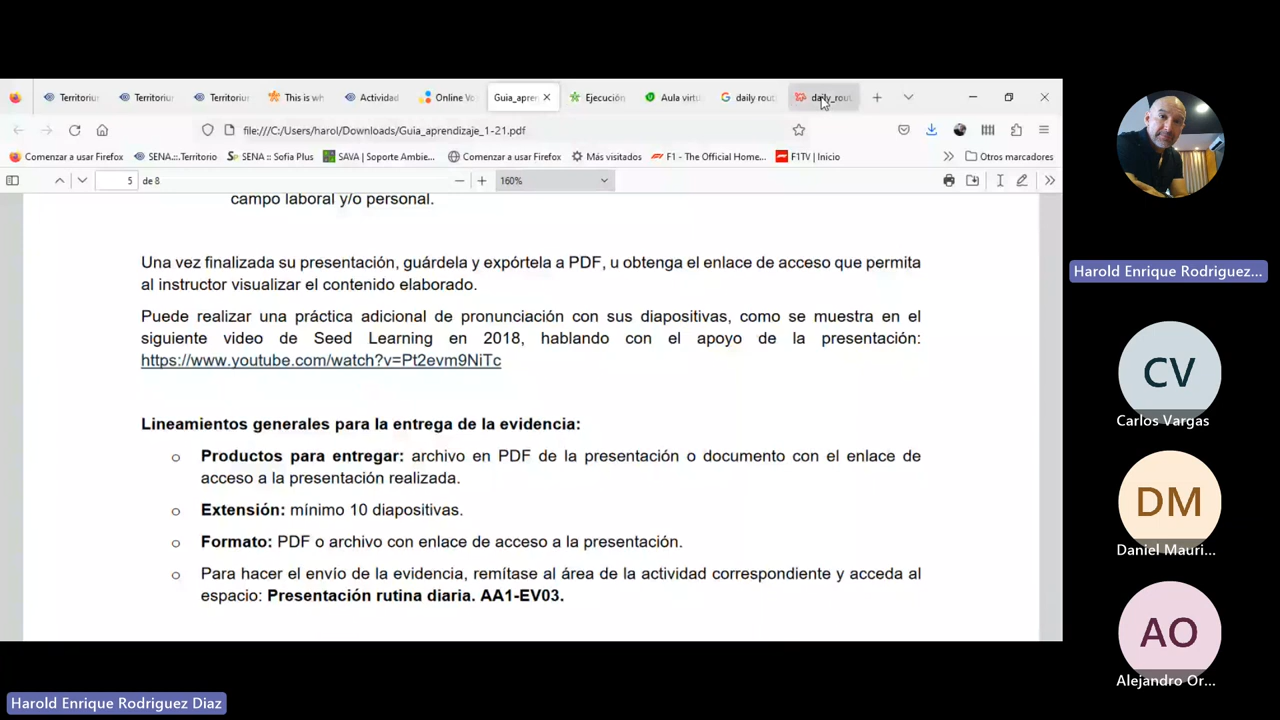 Territoriu
Territoriu
Territoriu
This is wh
Actividad
Online Vo
Guia_apren
Ejecución
Aula virtu
daily rout
daily_rout
file:///C:/Users/harol/Downloads/Guia_aprendizaje_1-21.pdf
Comenzar a usar Firefox
SENA.::.Territorio
SENA :: Sofia Plus
SAVA | Soporte Ambie...
Comenzar a usar Firefox
Más visitados
F1 - The Official Home...
F1TV | Inicio
Otros marcadores
5 de 8
160%
campo laboral y/o personal.
Una vez finalizada su presentación, guárdela y expórtela a PDF, u obtenga el enlace de acceso que permita
al instructor visualizar el contenido elaborado.
Puede realizar una práctica adicional de pronunciación con sus diapositivas, como se muestra en el
siguiente video de Seed Learning en 2018, hablando con el apoyo de la presentación:
https://www.youtube.com/watch?v=Pt2evm9NiTc
Lineamientos generales para la entrega de la evidencia:
o Productos para entregar: archivo en PDF de la presentación o documento con el enlace de
acceso a la presentación realizada.
o Extensión: mínimo 10 diapositivas.
o Formato: PDF o archivo con enlace de acceso a la presentación.
o Para hacer el envío de la evidencia, remítase al área de la actividad correspondiente y acceda al
espacio: Presentación rutina diaria. AA1-EV03.
Harold Enrique Rodriguez...
CV
Carlos Vargas
DM
Daniel Mauri...
AO
Alejandro Or...
Harold Enrique Rodriguez Diaz